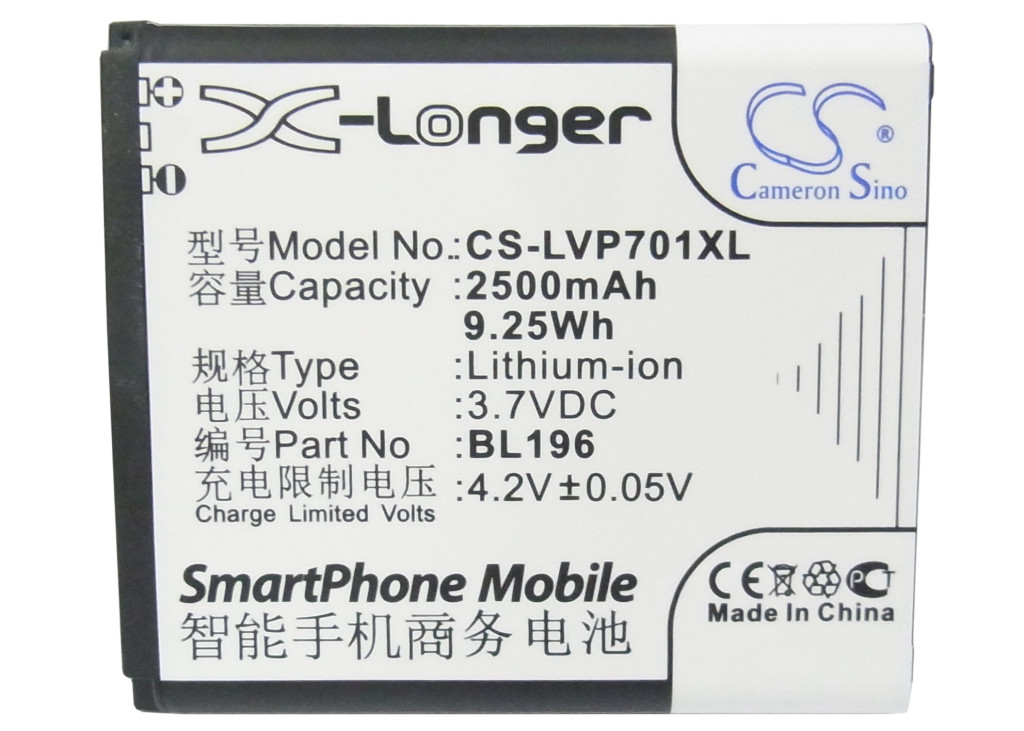 X-Longer
CS ®
Cameron Sino
型号Model No.:CS-LVP701XL
容量Capacity :2500mAh
9.25Wh
规格Type :Lithium-ion
电压Volts :3.7VDC
编号Part No :BL196
充电限制电压 :4.2V±0.05V
Charge Limited Volts
SmartPhone Mobile
智能手机商务电池
CE PCT
Made In China